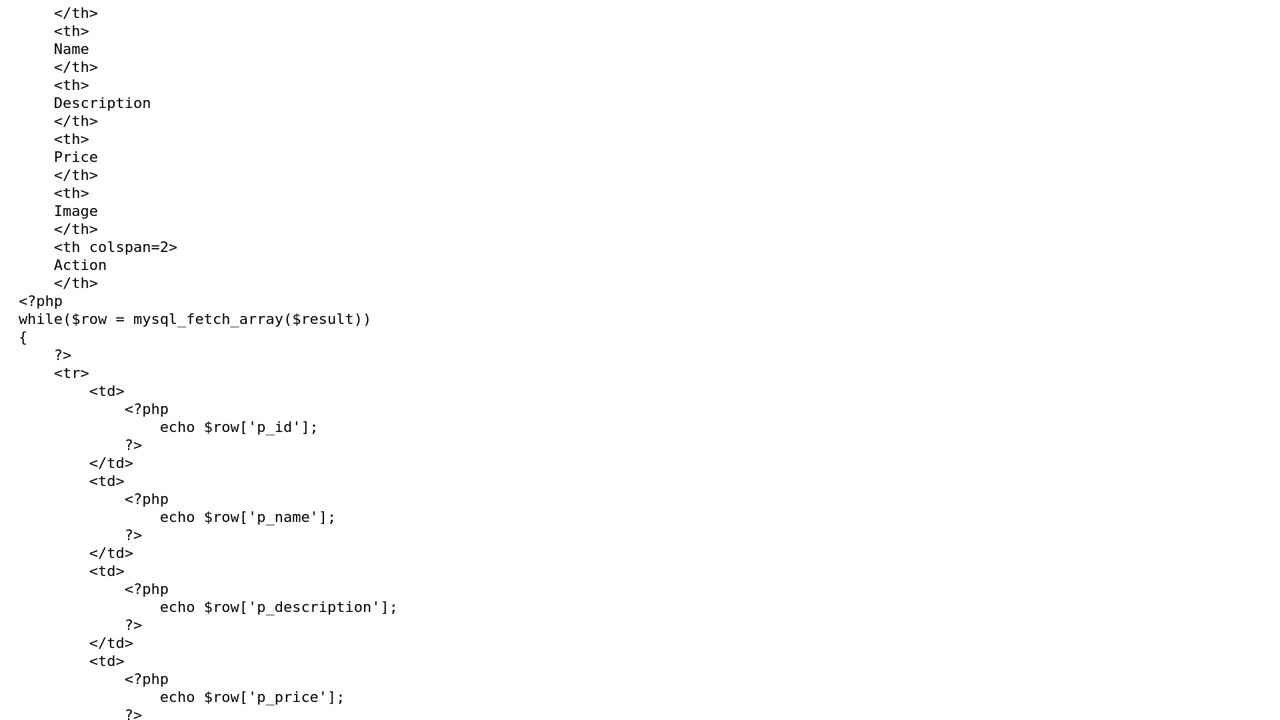 </th>
    <th>
    Name
    </th>
    <th>
    Description
    </th>
    <th>
    Price
    </th>
    <th>
    Image
    </th>
    <th colspan=2>
    Action
    </th>
<?php
while($row = mysql_fetch_array($result))
{
    ?>
    <tr>
        <td>
            <?php
                echo $row['p_id'];
            ?>
        </td>
        <td>
            <?php
                echo $row['p_name'];
            ?>
        </td>
        <td>
            <?php
                echo $row['p_description'];
            ?>
        </td>
        <td>
            <?php
                echo $row['p_price'];
            ?>